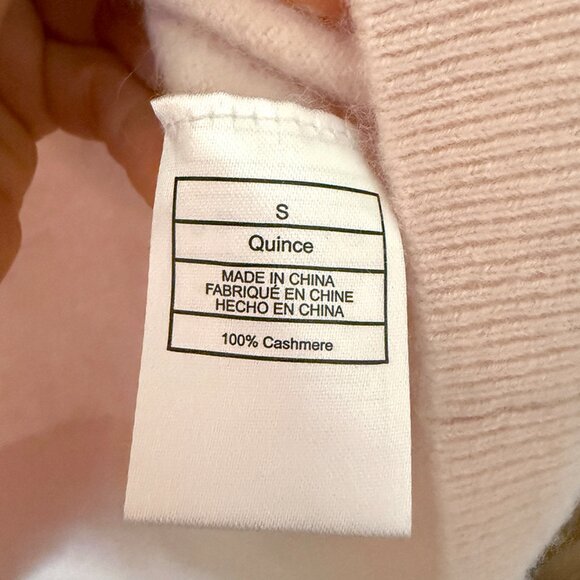 S
Quince
MADE IN CHINA
FABRIQUÉ EN CHINE
HECHO EN CHINA
100% Cashmere